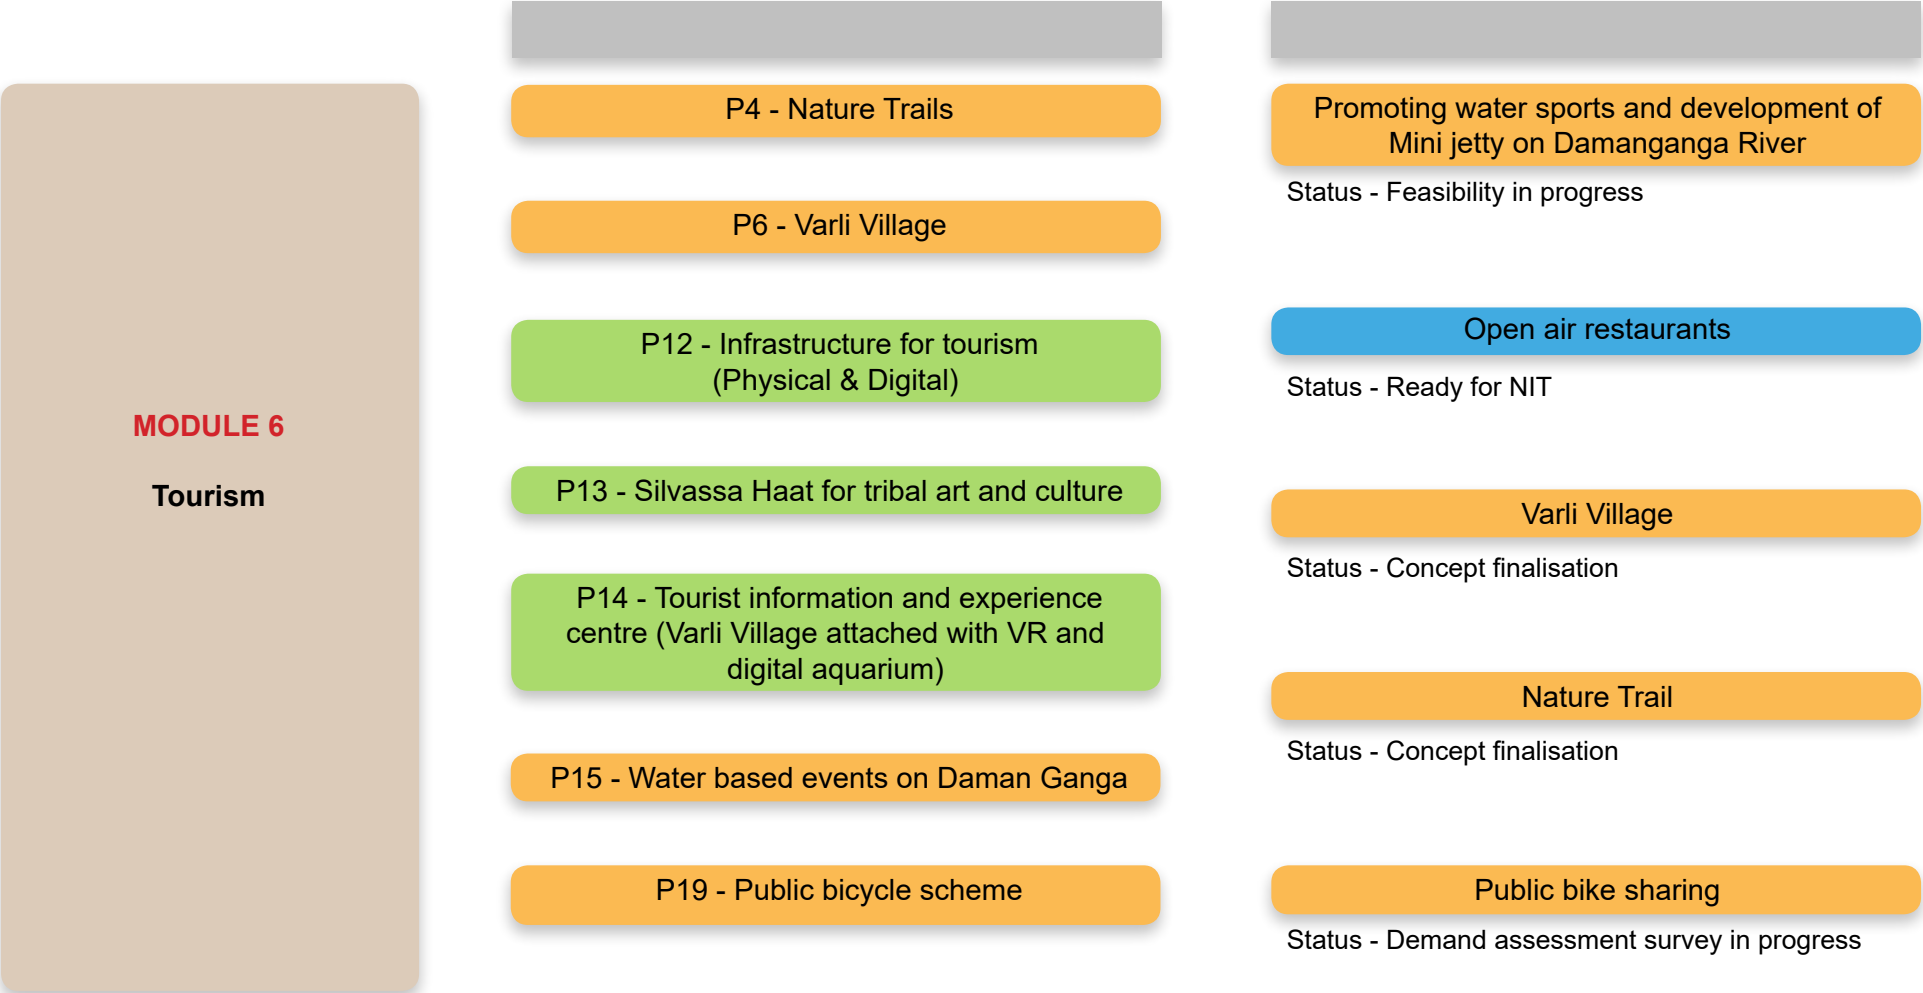 MODULE 6
Tourism
P4 - Nature Trails
P6 - Varli Village
P12 - Infrastructure for tourism
(Physical & Digital)
P13 - Silvassa Haat for tribal art and culture
P14 - Tourist information and experience
centre (Varli Village attached with VR and
digital aquarium)
P15 - Water based events on Daman Ganga
P19 - Public bicycle scheme
Promoting water sports and development of
Mini jetty on Damanganga River
Status - Feasibility in progress
Open air restaurants
Status - Ready for NIT
Varli Village
Status - Concept finalisation
Nature Trail
Status - Concept finalisation
Public bike sharing
Status - Demand assessment survey in progress